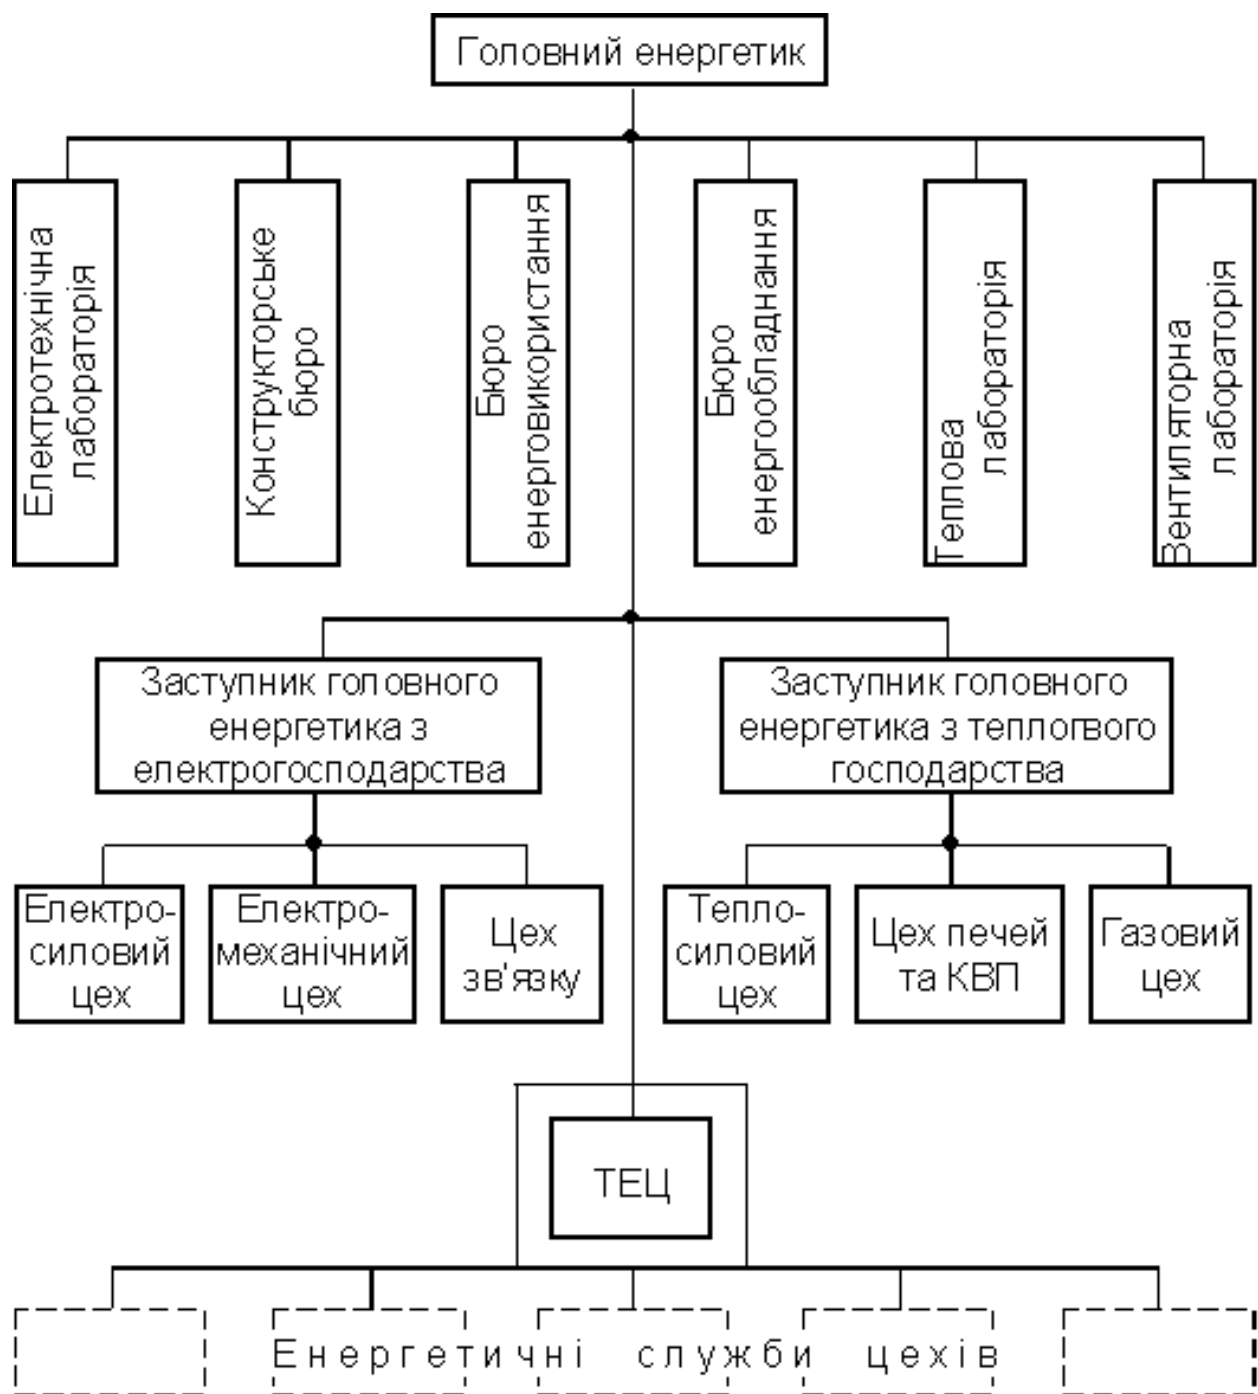 Головний енергетик
Електротехнічна
лабораторія
Конструкторське
бюро
Бюро
енерговикористання
Бюро
енергообладнання
Теплова
лабораторія
Вентиляторна
лабораторія
Заступник головного
енергетика з
електрогосподарства
Заступник головного
енергетика з теплогвого
господарства
Електро-
силовий
цех
Електро-
механічний
цех
Цех
зв'язку
Тепло-
силовий
цех
Цех печей
та КВП
Газовий
цех
ТЕЦ
Енергетичні служби цехів